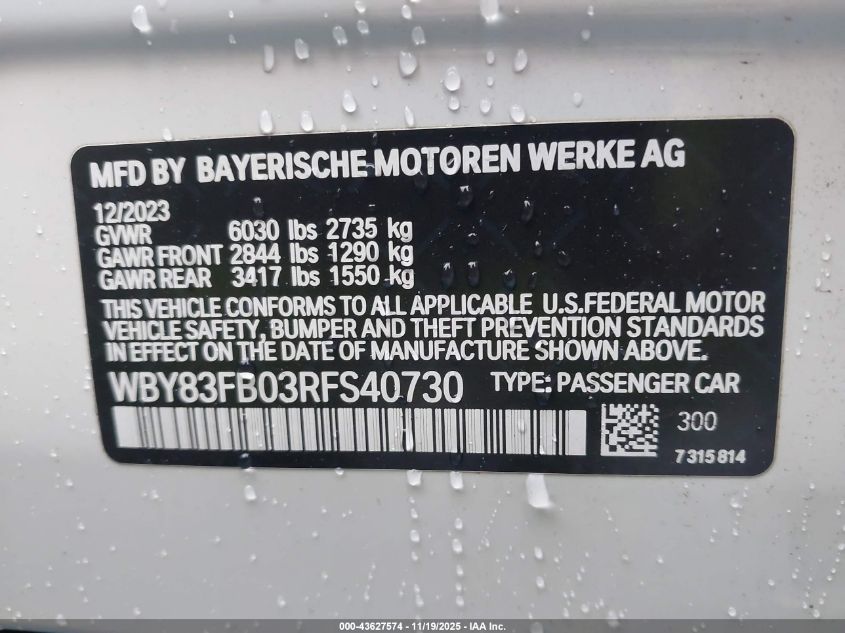 MFD BY BAYERISCHE MOTOREN WERKE AG
12/2023
GVWR 6030 lbs 2735 kg
GAWR FRONT 2844 lbs 1290 kg
GAWR REAR 3417 lbs 1550 kg
THIS VEHICLE CONFORMS TO ALL APPLICABLE U.S.FEDERAL MOTOR
VEHICLE SAFETY, BUMPER AND THEFT PREVENTION STANDARDS
IN EFFECT ON THE DATE OF MANUFACTURE SHOWN ABOVE.
WBY83FB03RFS40730 TYPE: PASSENGER CAR
300
7315814
000-43627574 - 11/19/2025 - IAA Inc.